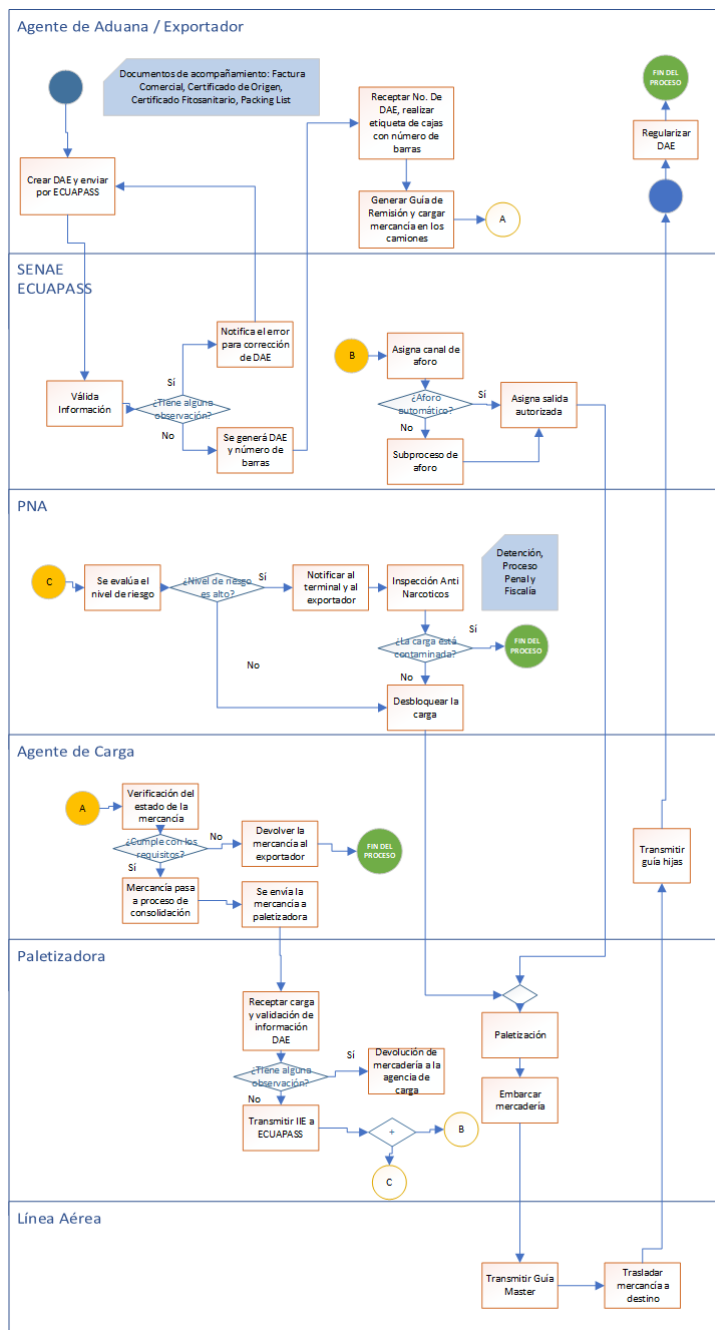 Agente de Aduana / Exportador
Documentos de acompañamiento: Factura
Comercial, Certificado de Origen,
Certificado Fitosanitario, Packing List
Receptar No. De
DAE, realizar
etiqueta de cajas
con número de
barras
FIN DEL
PROCESO
Regularizar
DAE
Crear DAE y enviar
por ECUAPASS
Generar Guía de
Remisión y cargar
mercancía en los
camiones
A
SENAE
ECUAPASS
Notifica el error
para corrección
de DAE
B
Asigna canal de
aforo
Sí
Válida
Información
¿Tiene alguna
observación?
¿Aforo
automático?
Sí
Asigna salida
autorizada
No
Se generá DAE
y número de
barras
No
Subproceso de
aforo
PNA
Detención,
Proceso
Penal y
Fiscalía
C
Se evalúa el
nivel de riesgo
¿Nivel de riesgo
es alto?
Sí
Notificar al
terminal y al
exportador
Inspección Anti
Narcoticos
¿La carga está
contaminada?
Sí
FIN DEL
PROCESO
No
No
Desbloquear la
carga
Agente de Carga
A
Verificación del
estado de la
mercancía
¿Cumple con los
requisitos?
No
Devolver la
mercancía al
exportador
FIN DEL
PROCESO
Transmitir
guía hijas
Sí
Mercancía pasa
a proceso de
consolidación
Se envía la
mercancía a
paletizadora
Paletizadora
Receptar carga
y validación de
información
DAE
Paletización
¿Tiene alguna
observación?
Sí
Devolución de
mercadería a la
agencia de
carga
Embarcar
mercadería
No
Transmitir IIE a
ECUAPASS
+
B
C
Línea Aérea
Transmitir Guía
Master
Trasladar
mercancía a
destino